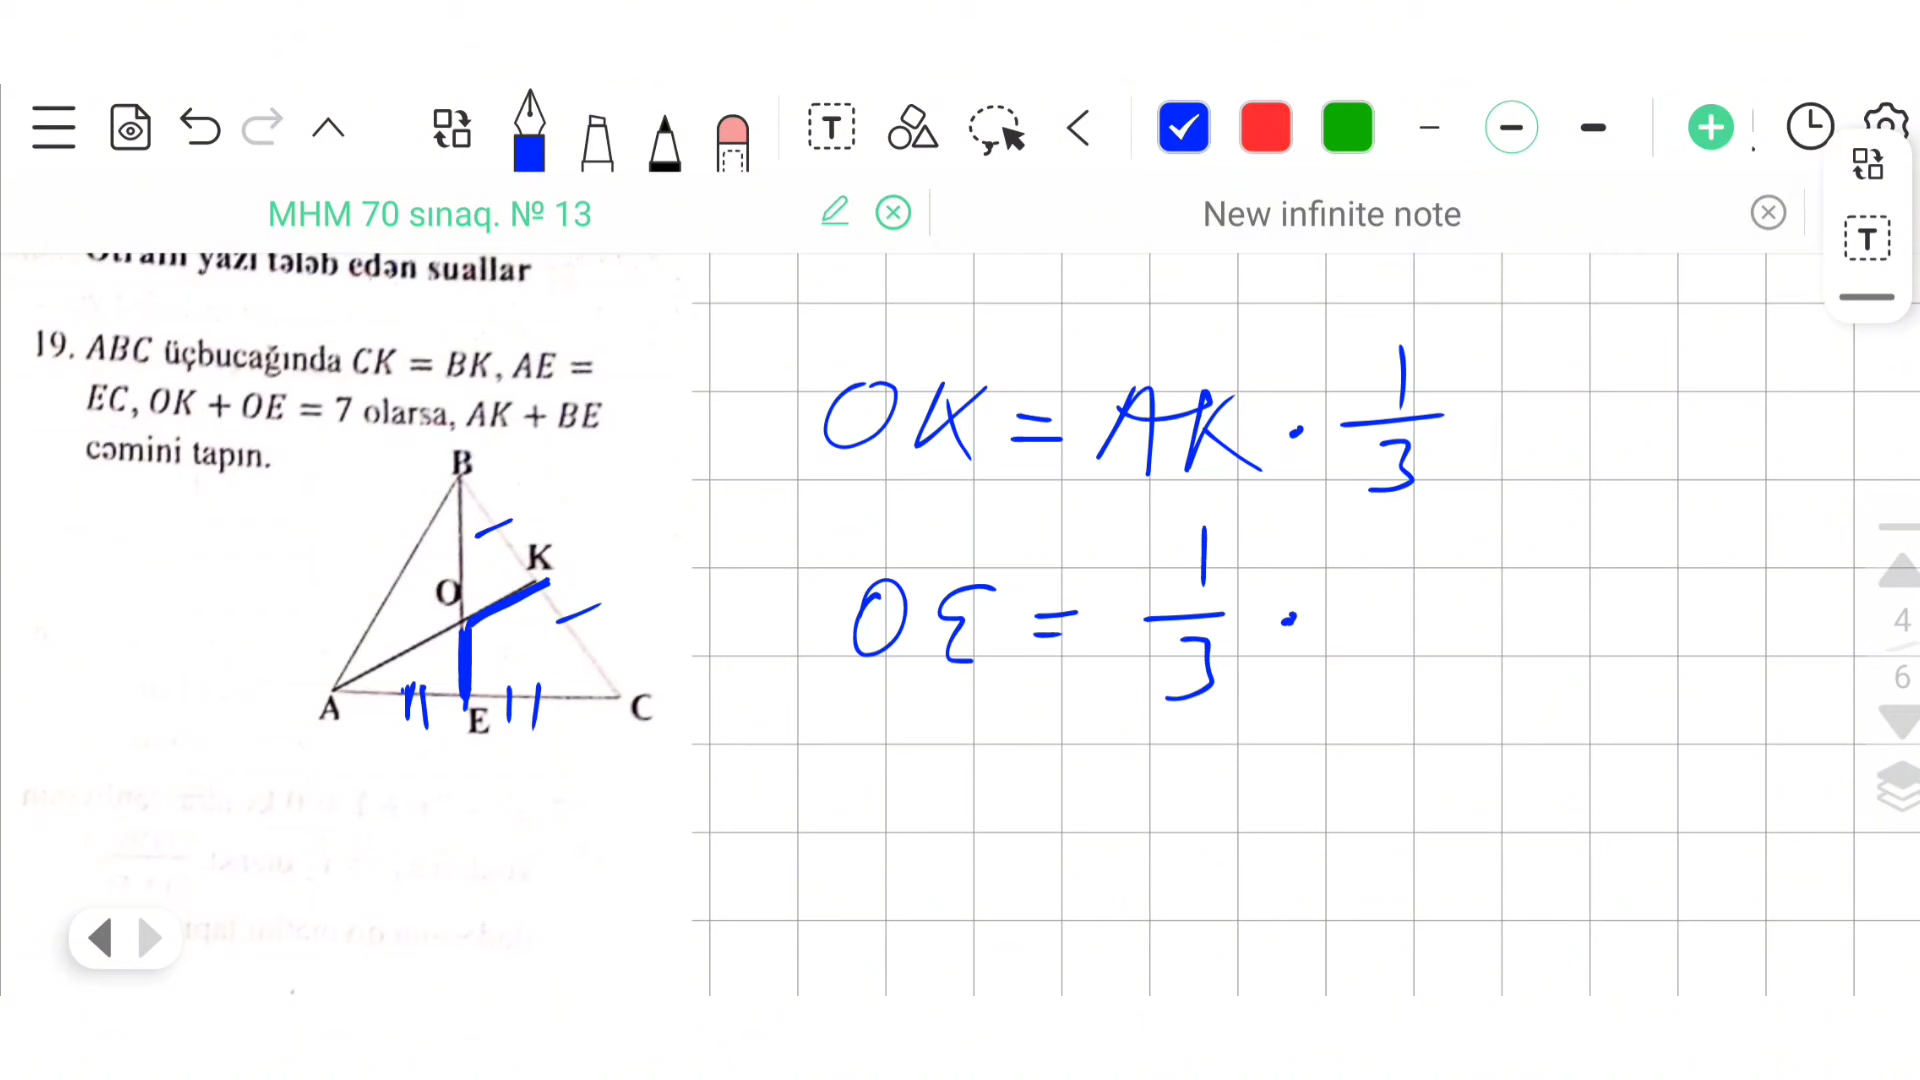 T
MHM 70 sınaq. № 13
New infinite note
T
yazı tələb edən suallar
19. ABC üçbucağında CK = BK, AE =
EC, OK + OE = 7 olarsa, AK + BE
cəmini tapın.
B
K
O
A
E
C
OK = AK · 1/3
OE = 1/3 ·
4
6